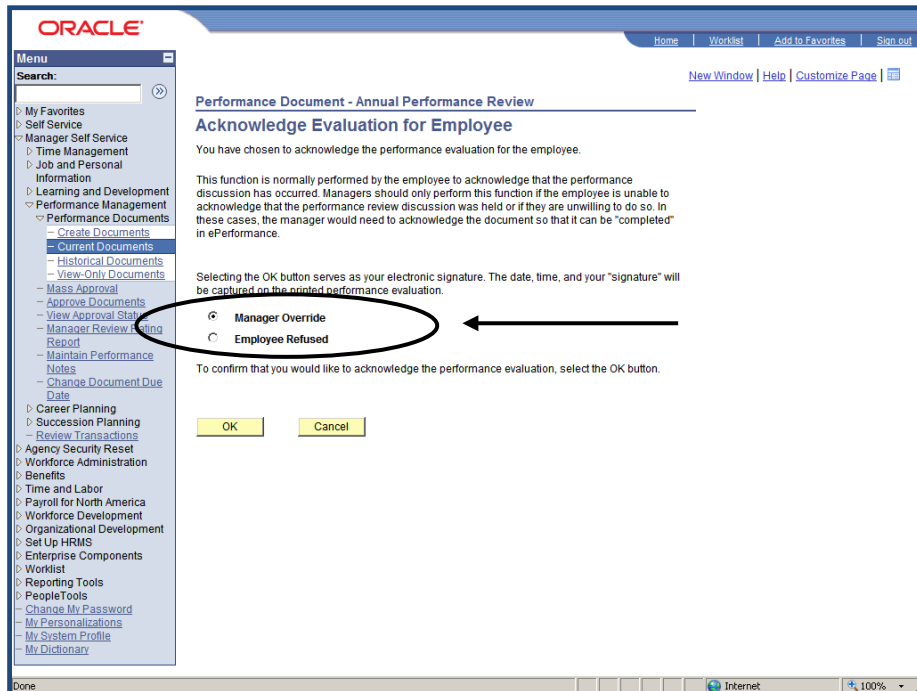 ORACLE
Home | Worklist | Add to Favorites | Sign out
Menu
Search:
New Window | Help | Customize Page |
My Favorites
Self Service
Manager Self Service
Time Management
Job and Personal
Information
Learning and Development
Performance Management
Performance Documents
Create Documents
Current Documents
Historical Documents
View-Only Documents
Mass Approval
Approve Documents
View Approval Status
Manager Review Rating
Report
Maintain Performance
Notes
Change Document Due
Date
Career Planning
Succession Planning
Review Transactions
Agency Security Reset
Workforce Administration
Benefits
Time and Labor
Payroll for North America
Workforce Development
Organizational Development
Set Up HRMS
Enterprise Components
Worklist
Reporting Tools
PeopleTools
Change My Password
My Personalizations
My System Profile
My Dictionary
Performance Document - Annual Performance Review
Acknowledge Evaluation for Employee
You have chosen to acknowledge the performance evaluation for the employee.
This function is normally performed by the employee to acknowledge that the performance
discussion has occurred. Managers should only perform this function if the employee is unable to
acknowledge that the performance review discussion was held or if they are unwilling to do so. In
these cases, the manager would need to acknowledge the document so that it can be "completed"
in ePerformance.
Selecting the OK button serves as your electronic signature. The date, time, and your "signature" will
be captured on the printed performance evaluation.
Manager Override
Employee Refused
To confirm that you would like to acknowledge the performance evaluation, select the OK button.
OK Cancel
Done Internet 100%